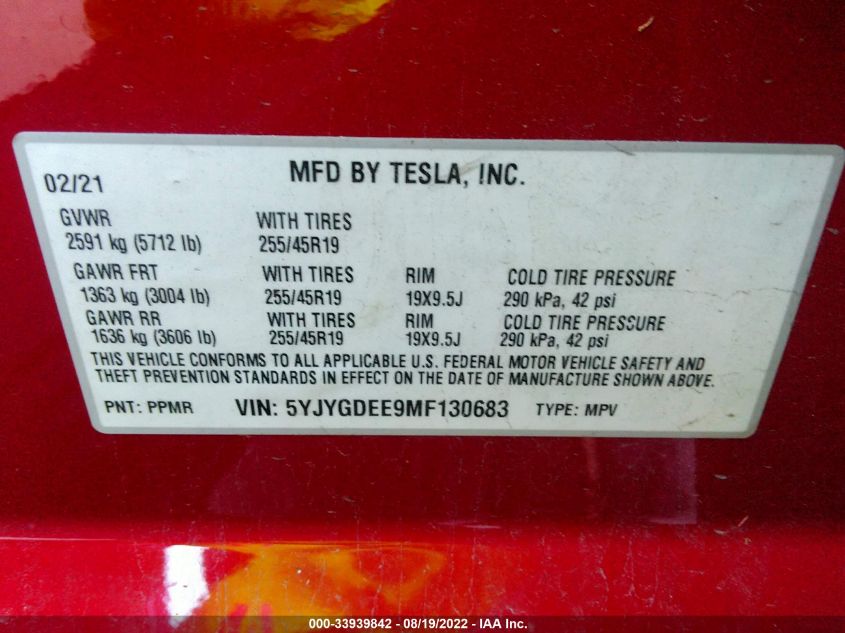 02/21 MFD BY TESLA, INC.
GVWR WITH TIRES
2591 kg (5712 lb) 255/45R19
GAWR FRT WITH TIRES RIM COLD TIRE PRESSURE
1363 kg (3004 lb) 255/45R19 19X9.5J 290 kPa, 42 psi
GAWR RR WITH TIRES RIM COLD TIRE PRESSURE
1636 kg (3606 lb) 255/45R19 19X9.5J 290 kPa, 42 psi
THIS VEHICLE CONFORMS TO ALL APPLICABLE U.S. FEDERAL MOTOR VEHICLE SAFETY AND
THEFT PREVENTION STANDARDS IN EFFECT ON THE DATE OF MANUFACTURE SHOWN ABOVE.
PNT: PPMR VIN: 5YJYGDEE9MF130683 TYPE: MPV
000-33939842 - 08/19/2022 - IAA Inc.